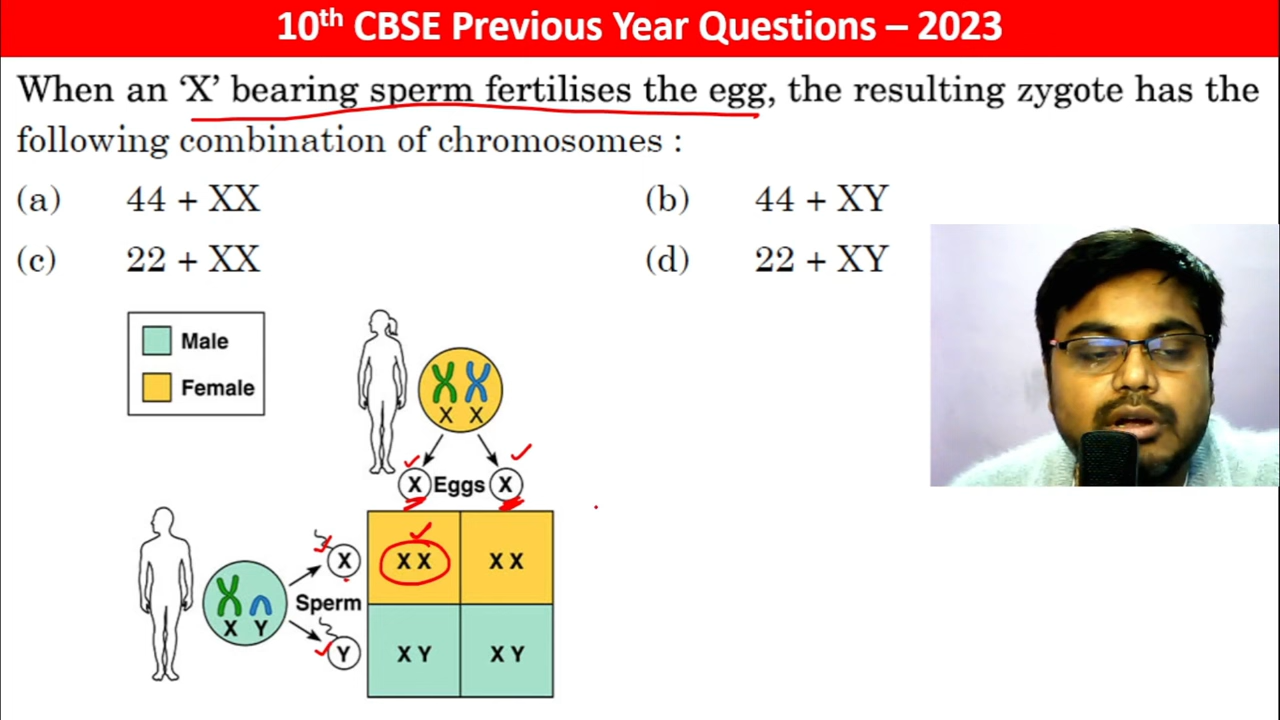 10th CBSE Previous Year Questions – 2023
When an ‘X’ bearing sperm fertilises the egg, the resulting zygote has the
following combination of chromosomes :
(a) 44 + XX (b) 44 + XY
(c) 22 + XX (d) 22 + XY
Male
Female
X X
X Eggs X
X
X X X X
Sperm
X Y
Y
X Y X Y